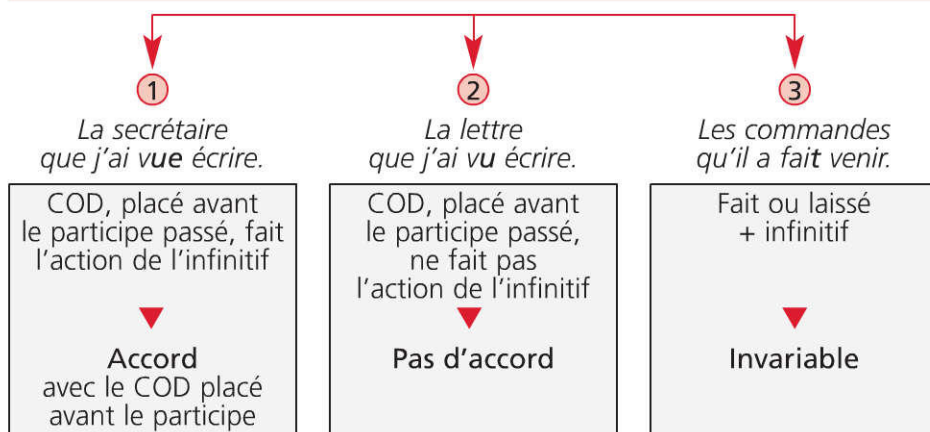 1
La secrétaire
que j'ai vue écrire.
COD, placé avant
le participe passé, fait
l'action de l'infinitif
Accord
avec le COD placé
avant le participe
2
La lettre
que j'ai vu écrire.
COD, placé avant
le participe passé,
ne fait pas
l'action de l'infinitif
Pas d'accord
3
Les commandes
qu'il a fait venir.
Fait ou laissé
+ infinitif
Invariable